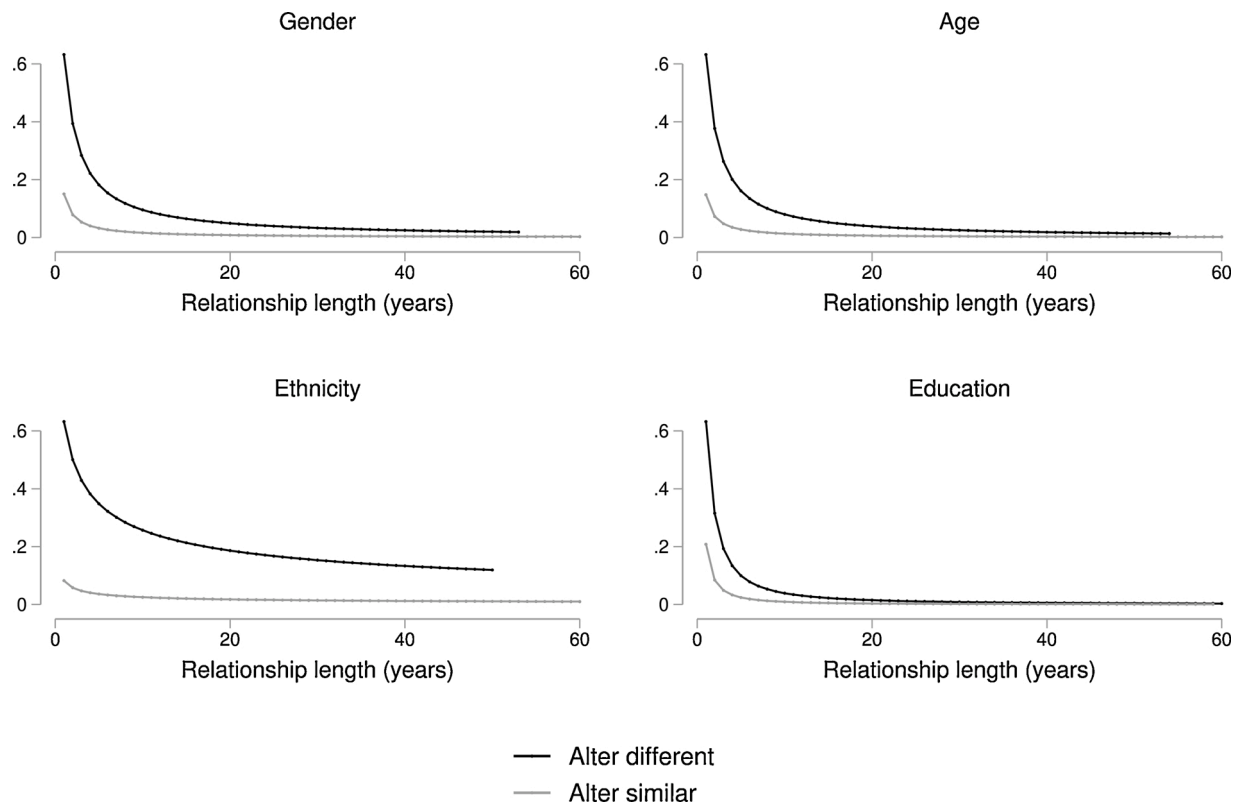 Gender
.6
.4
.2
0
0 20 40 60
Relationship length (years)
Age
.6
.4
.2
0
0 20 40 60
Relationship length (years)
Ethnicity
.6
.4
.2
0
0 20 40 60
Relationship length (years)
Education
.6
.4
.2
0
0 20 40 60
Relationship length (years)
Alter different
Alter similar